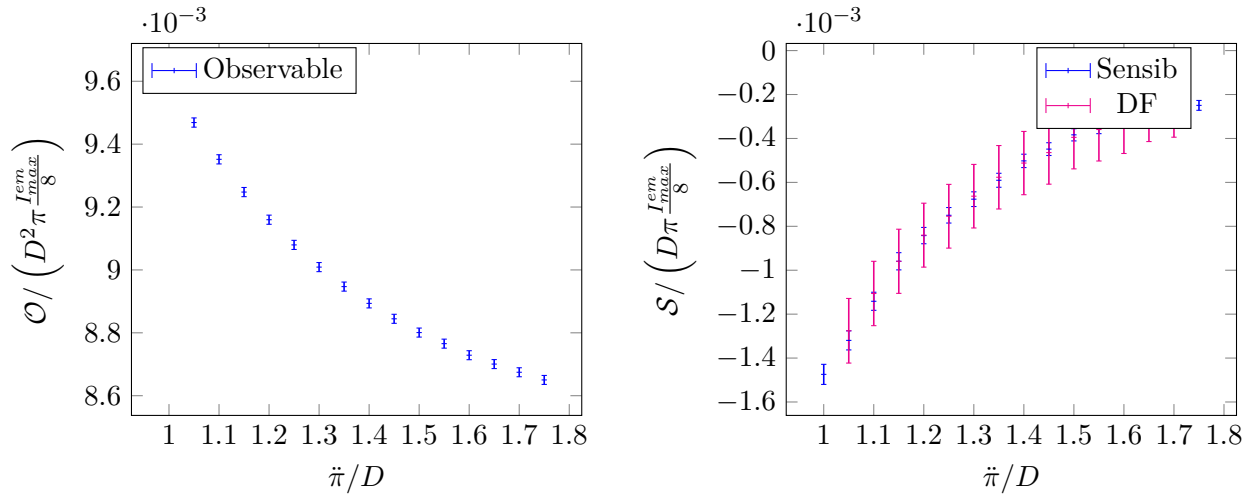 ·10⁻³
Observable
9.6
9.4
9.2
9
8.8
8.6
1 1.1 1.2 1.3 1.4 1.5 1.6 1.7 1.8
π̈/D
𝒪/(D²π I^{em}_{max}/8)
·10⁻³
Sensib
DF
0
−0.2
−0.4
−0.6
−0.8
−1
−1.2
−1.4
−1.6
1 1.1 1.2 1.3 1.4 1.5 1.6 1.7 1.8
π̈/D
𝒮/(Dπ I^{em}_{max}/8)